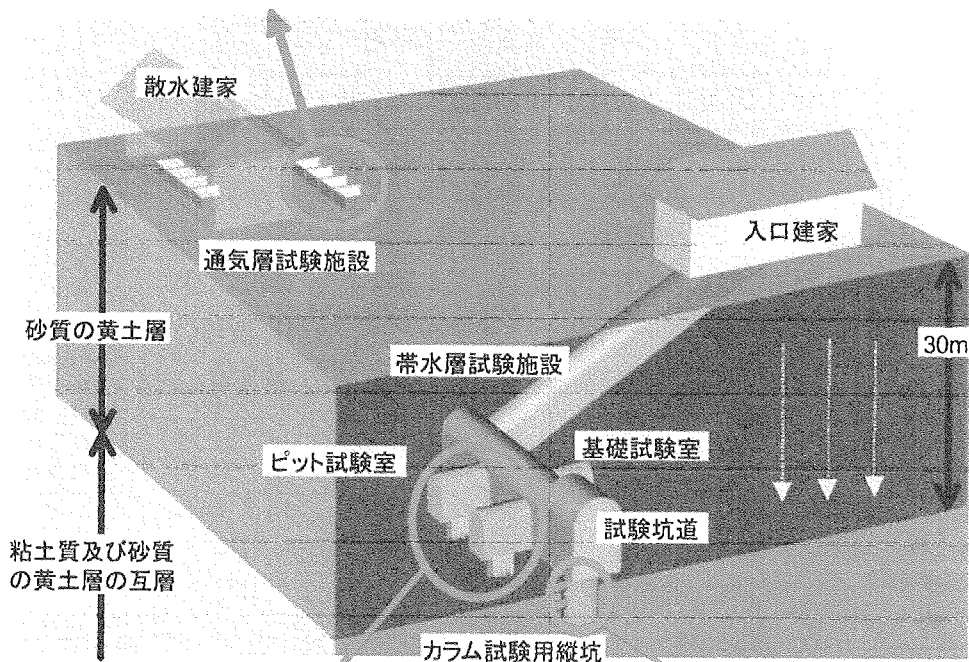 散水建家
入口建家
通気層試験施設
砂質の黄土層
30m
帯水層試験施設
基礎試験室
ピット試験室
試験坑道
粘土質及び砂質
の黄土層の互層
カラム試験用縦坑